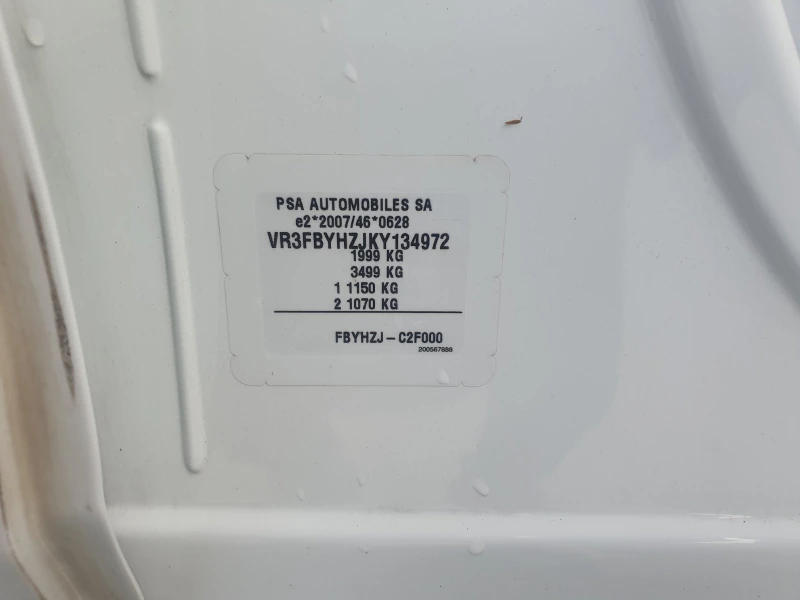 PSA AUTOMOBILES SA
e2*2007/46*0628
VR3FBYHZJKY134972
1999 KG
3499 KG
1 1150 KG
2 1070 KG
FBYHZJ – C2F000
200567888